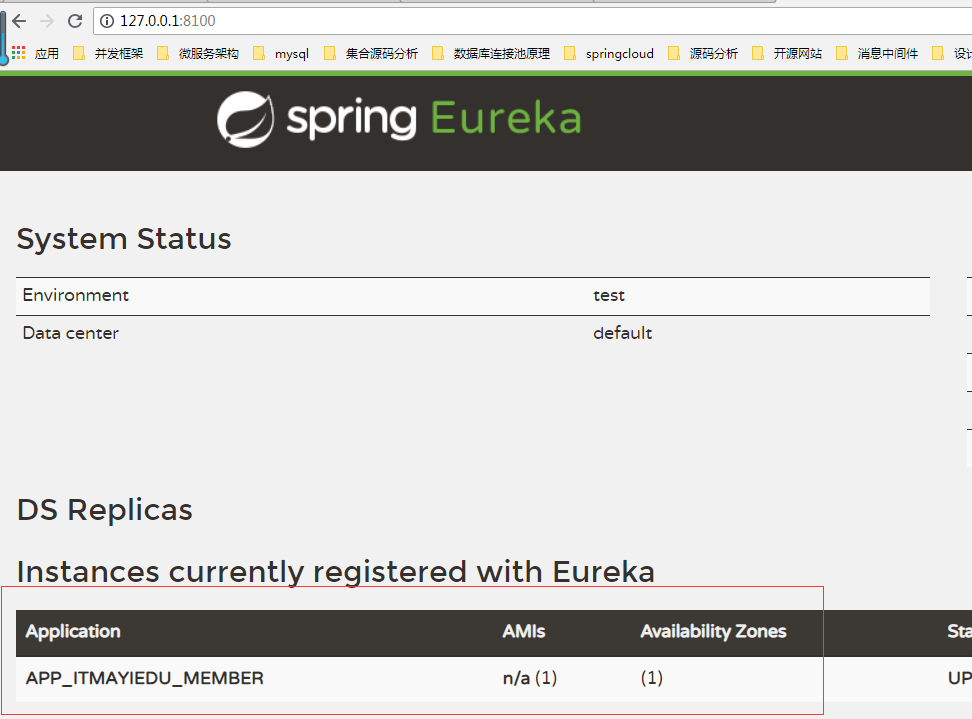 127.0.0.1:8100
应用 并发框架 微服务架构 mysql 集合源码分析 数据库连接池原理 springcloud 源码分析 开源网站 消息中间件
spring Eureka
System Status
Environment test
Data center default
DS Replicas
Instances currently registered with Eureka
Application AMIs Availability Zones Sta
APP_ITMAYIEDU_MEMBER n/a (1) (1) UP